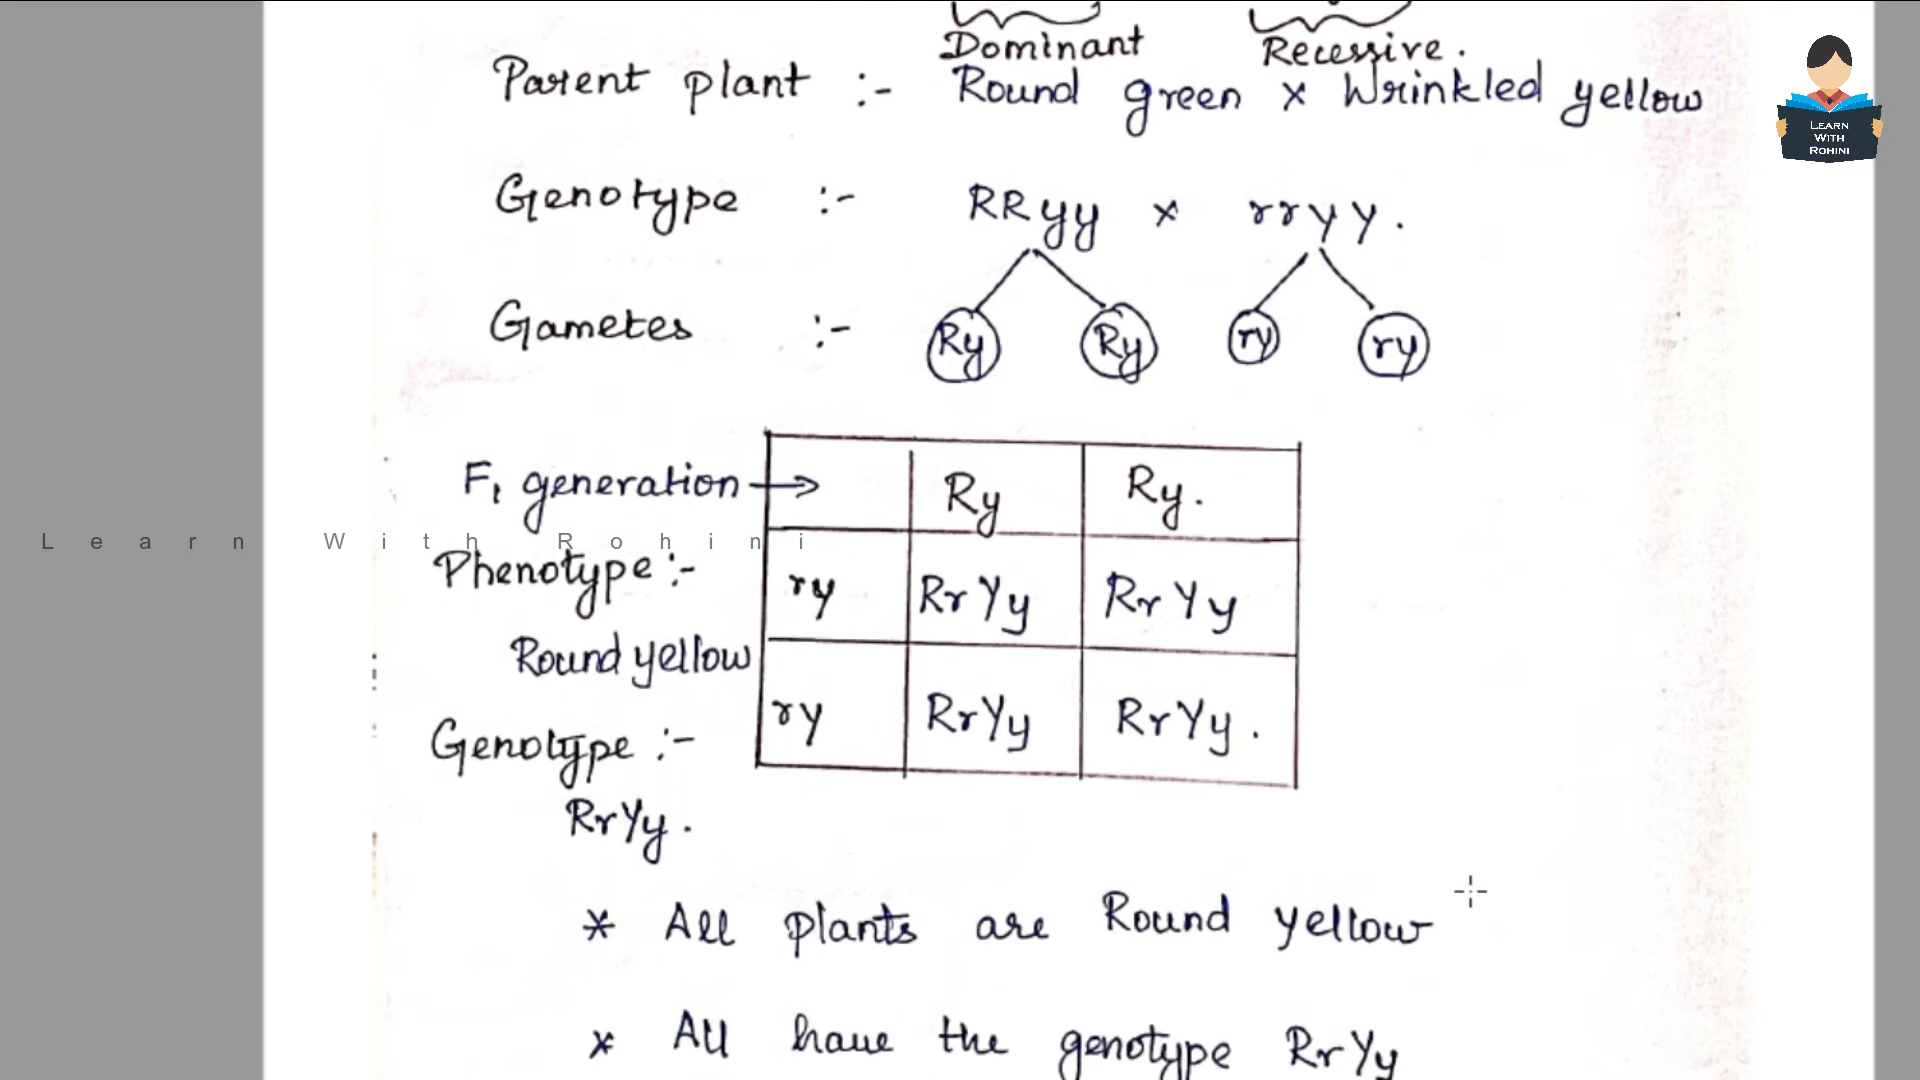 Dominant Recessive.
Parent plant :- Round green x Wrinkled yellow
LEARN
WITH
ROHINI
Genotype :- RRyy x rrYY.
Gametes :- Ry Ry rY rY
F1 generation → Ry Ry.
Learn With Rohini
Phenotype :- rY RrYy RrYy
Round yellow
rY RrYy RrYy.
Genotype :-
RrYy.
* All plants are Round yellow
* All have the genotype RrYy